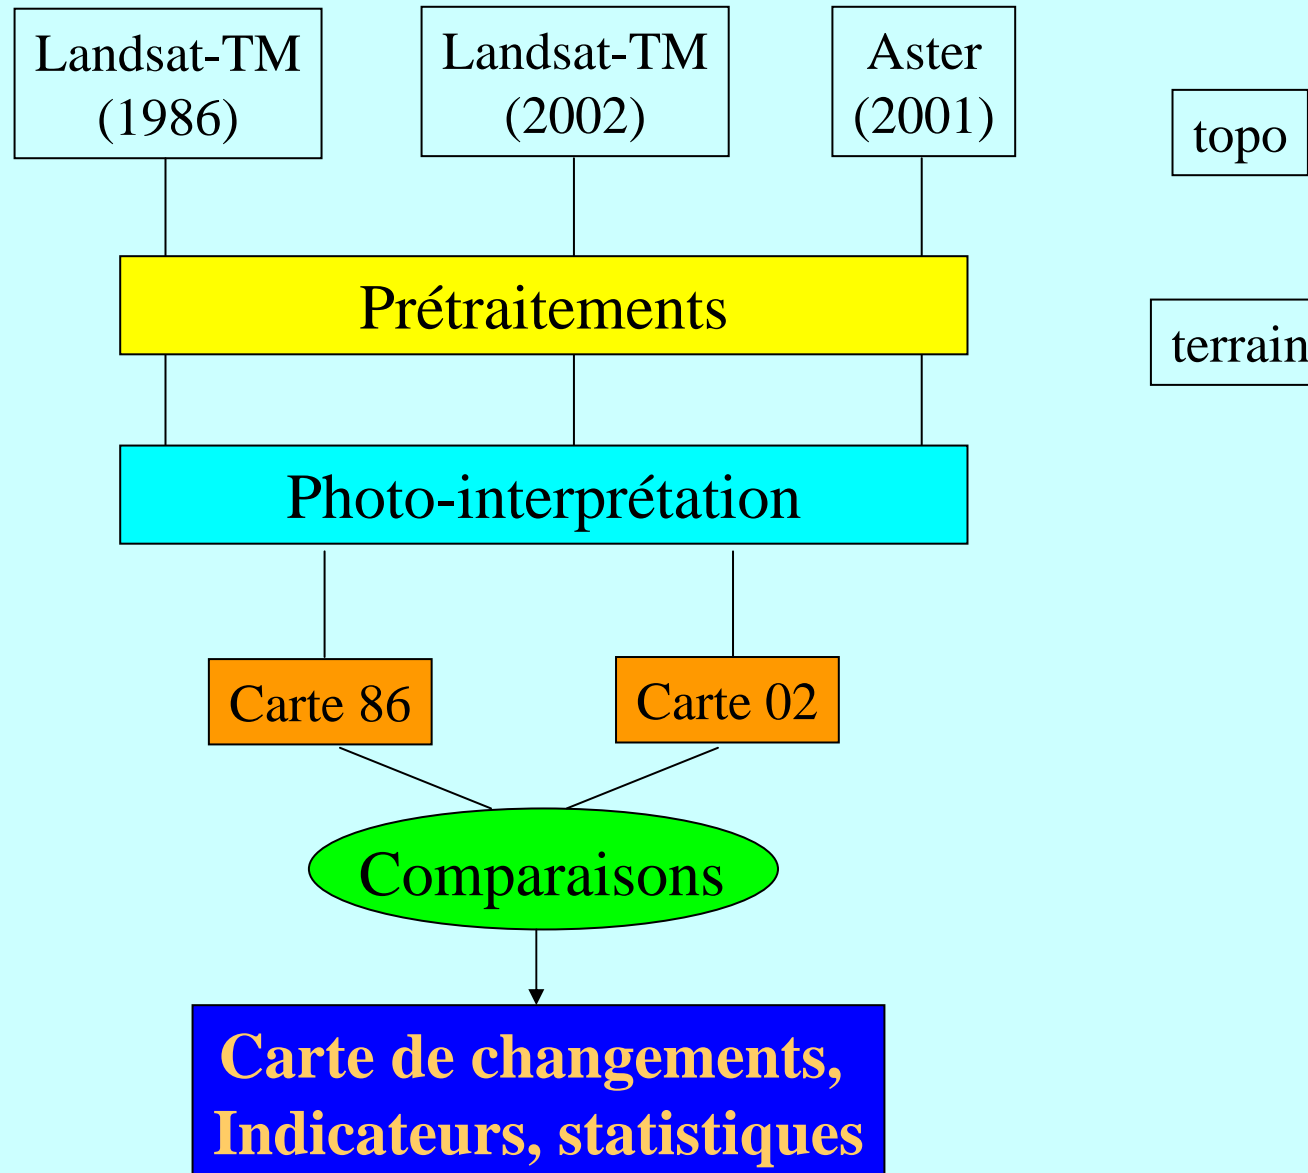 Landsat-TM
(1986)
Landsat-TM
(2002)
Aster
(2001)
topo
Prétraitements
terrain
Photo-interprétation
Carte 86
Carte 02
Comparaisons
Carte de changements,
Indicateurs, statistiques